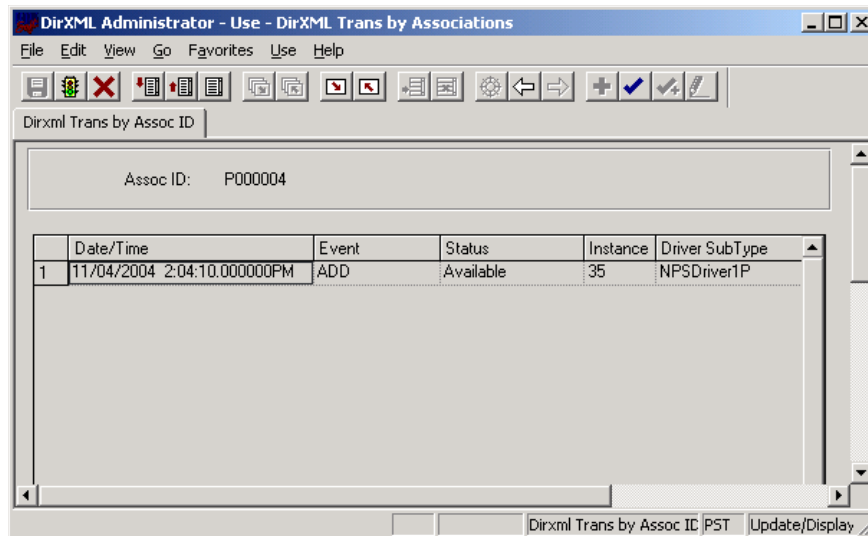 DirXML Administrator - Use - DirXML Trans by Associations
File Edit View Go Favorites Use Help
Dirxml Trans by Assoc ID
Assoc ID: P000004
Date/Time Event Status Instance Driver SubType
1 11/04/2004 2:04:10.000000PM ADD Available 35 NPSDriver1P
Dirxml Trans by Assoc ID PST Update/Display